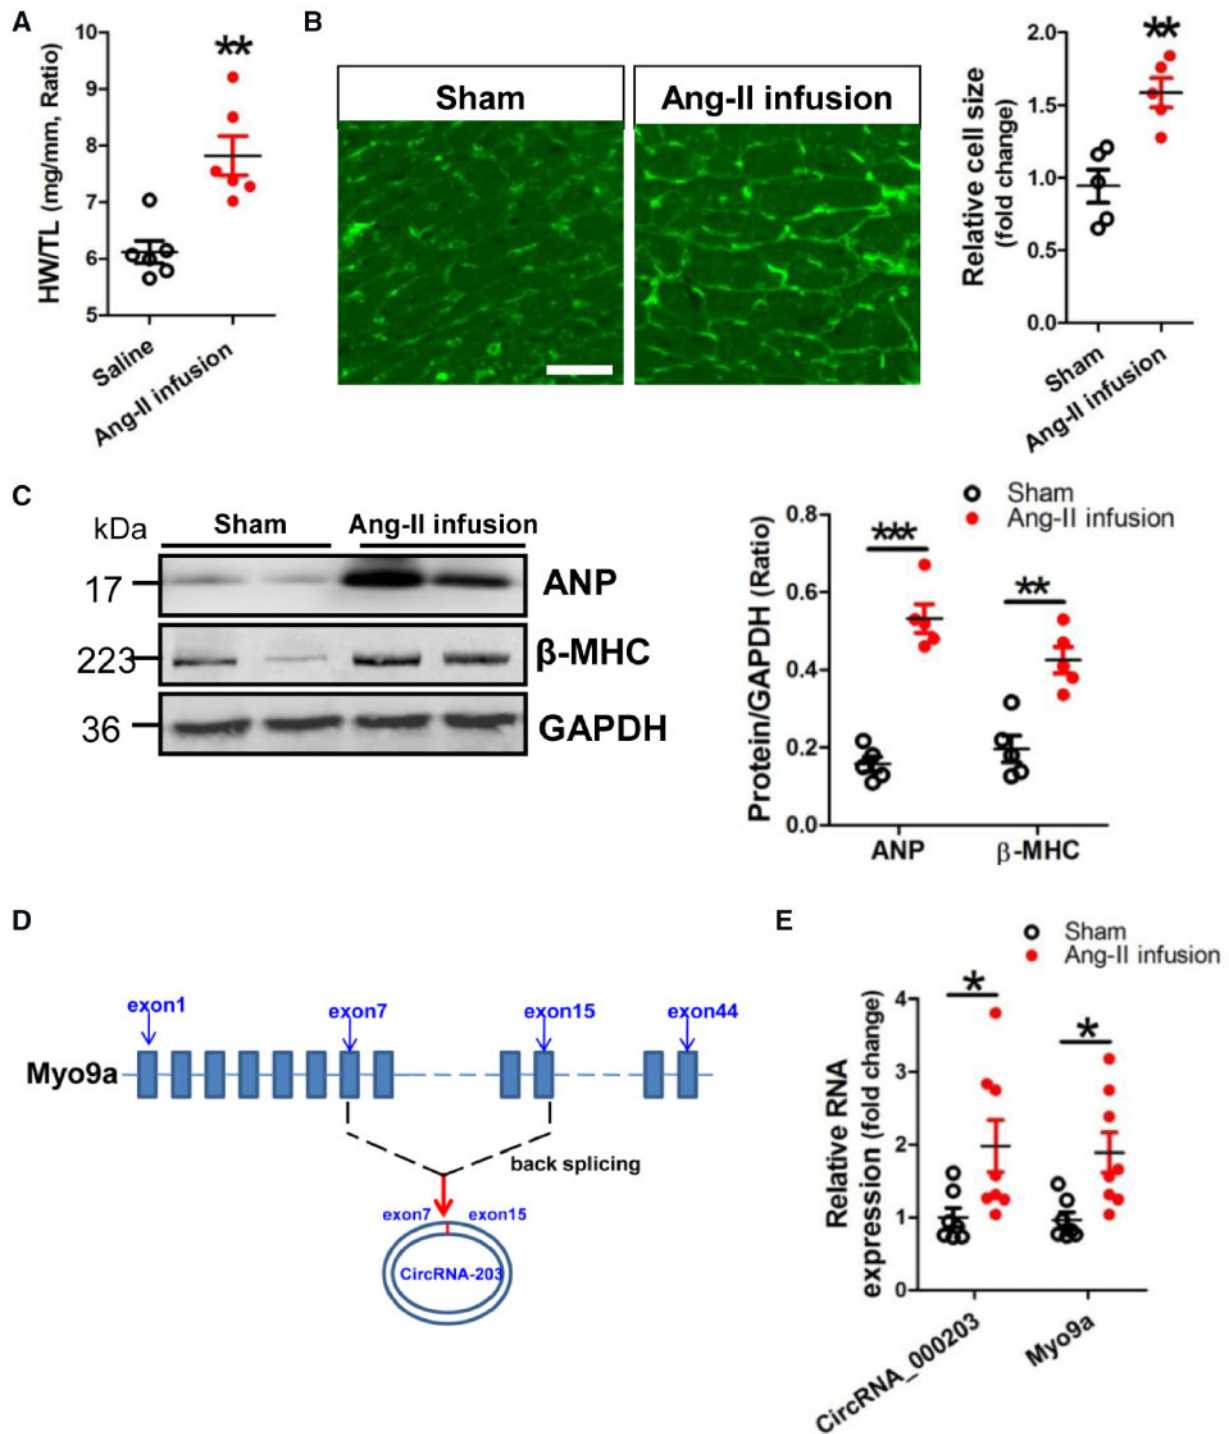 A
HW/TL (mg/mm, Ratio)
10
9
8
7
6
5
**
Saline
Ang-II infusion
B
Sham
Ang-II infusion
Relative cell size
(fold change)
2.0
1.5
1.0
0.5
0.0
**
Sham
Ang-II infusion
C
kDa
Sham
Ang-II infusion
17
ANP
223
β-MHC
36
GAPDH
Sham
Ang-II infusion
Protein/GAPDH (Ratio)
0.8
0.6
0.4
0.2
0.0
***
**
ANP
β-MHC
D
exon1
exon7
exon15
exon44
Myo9a
back splicing
exon7
exon15
CircRNA-203
E
Sham
Ang-II infusion
Relative RNA
expression (fold change)
4
3
2
1
0
*
*
CircRNA_000203
Myo9a